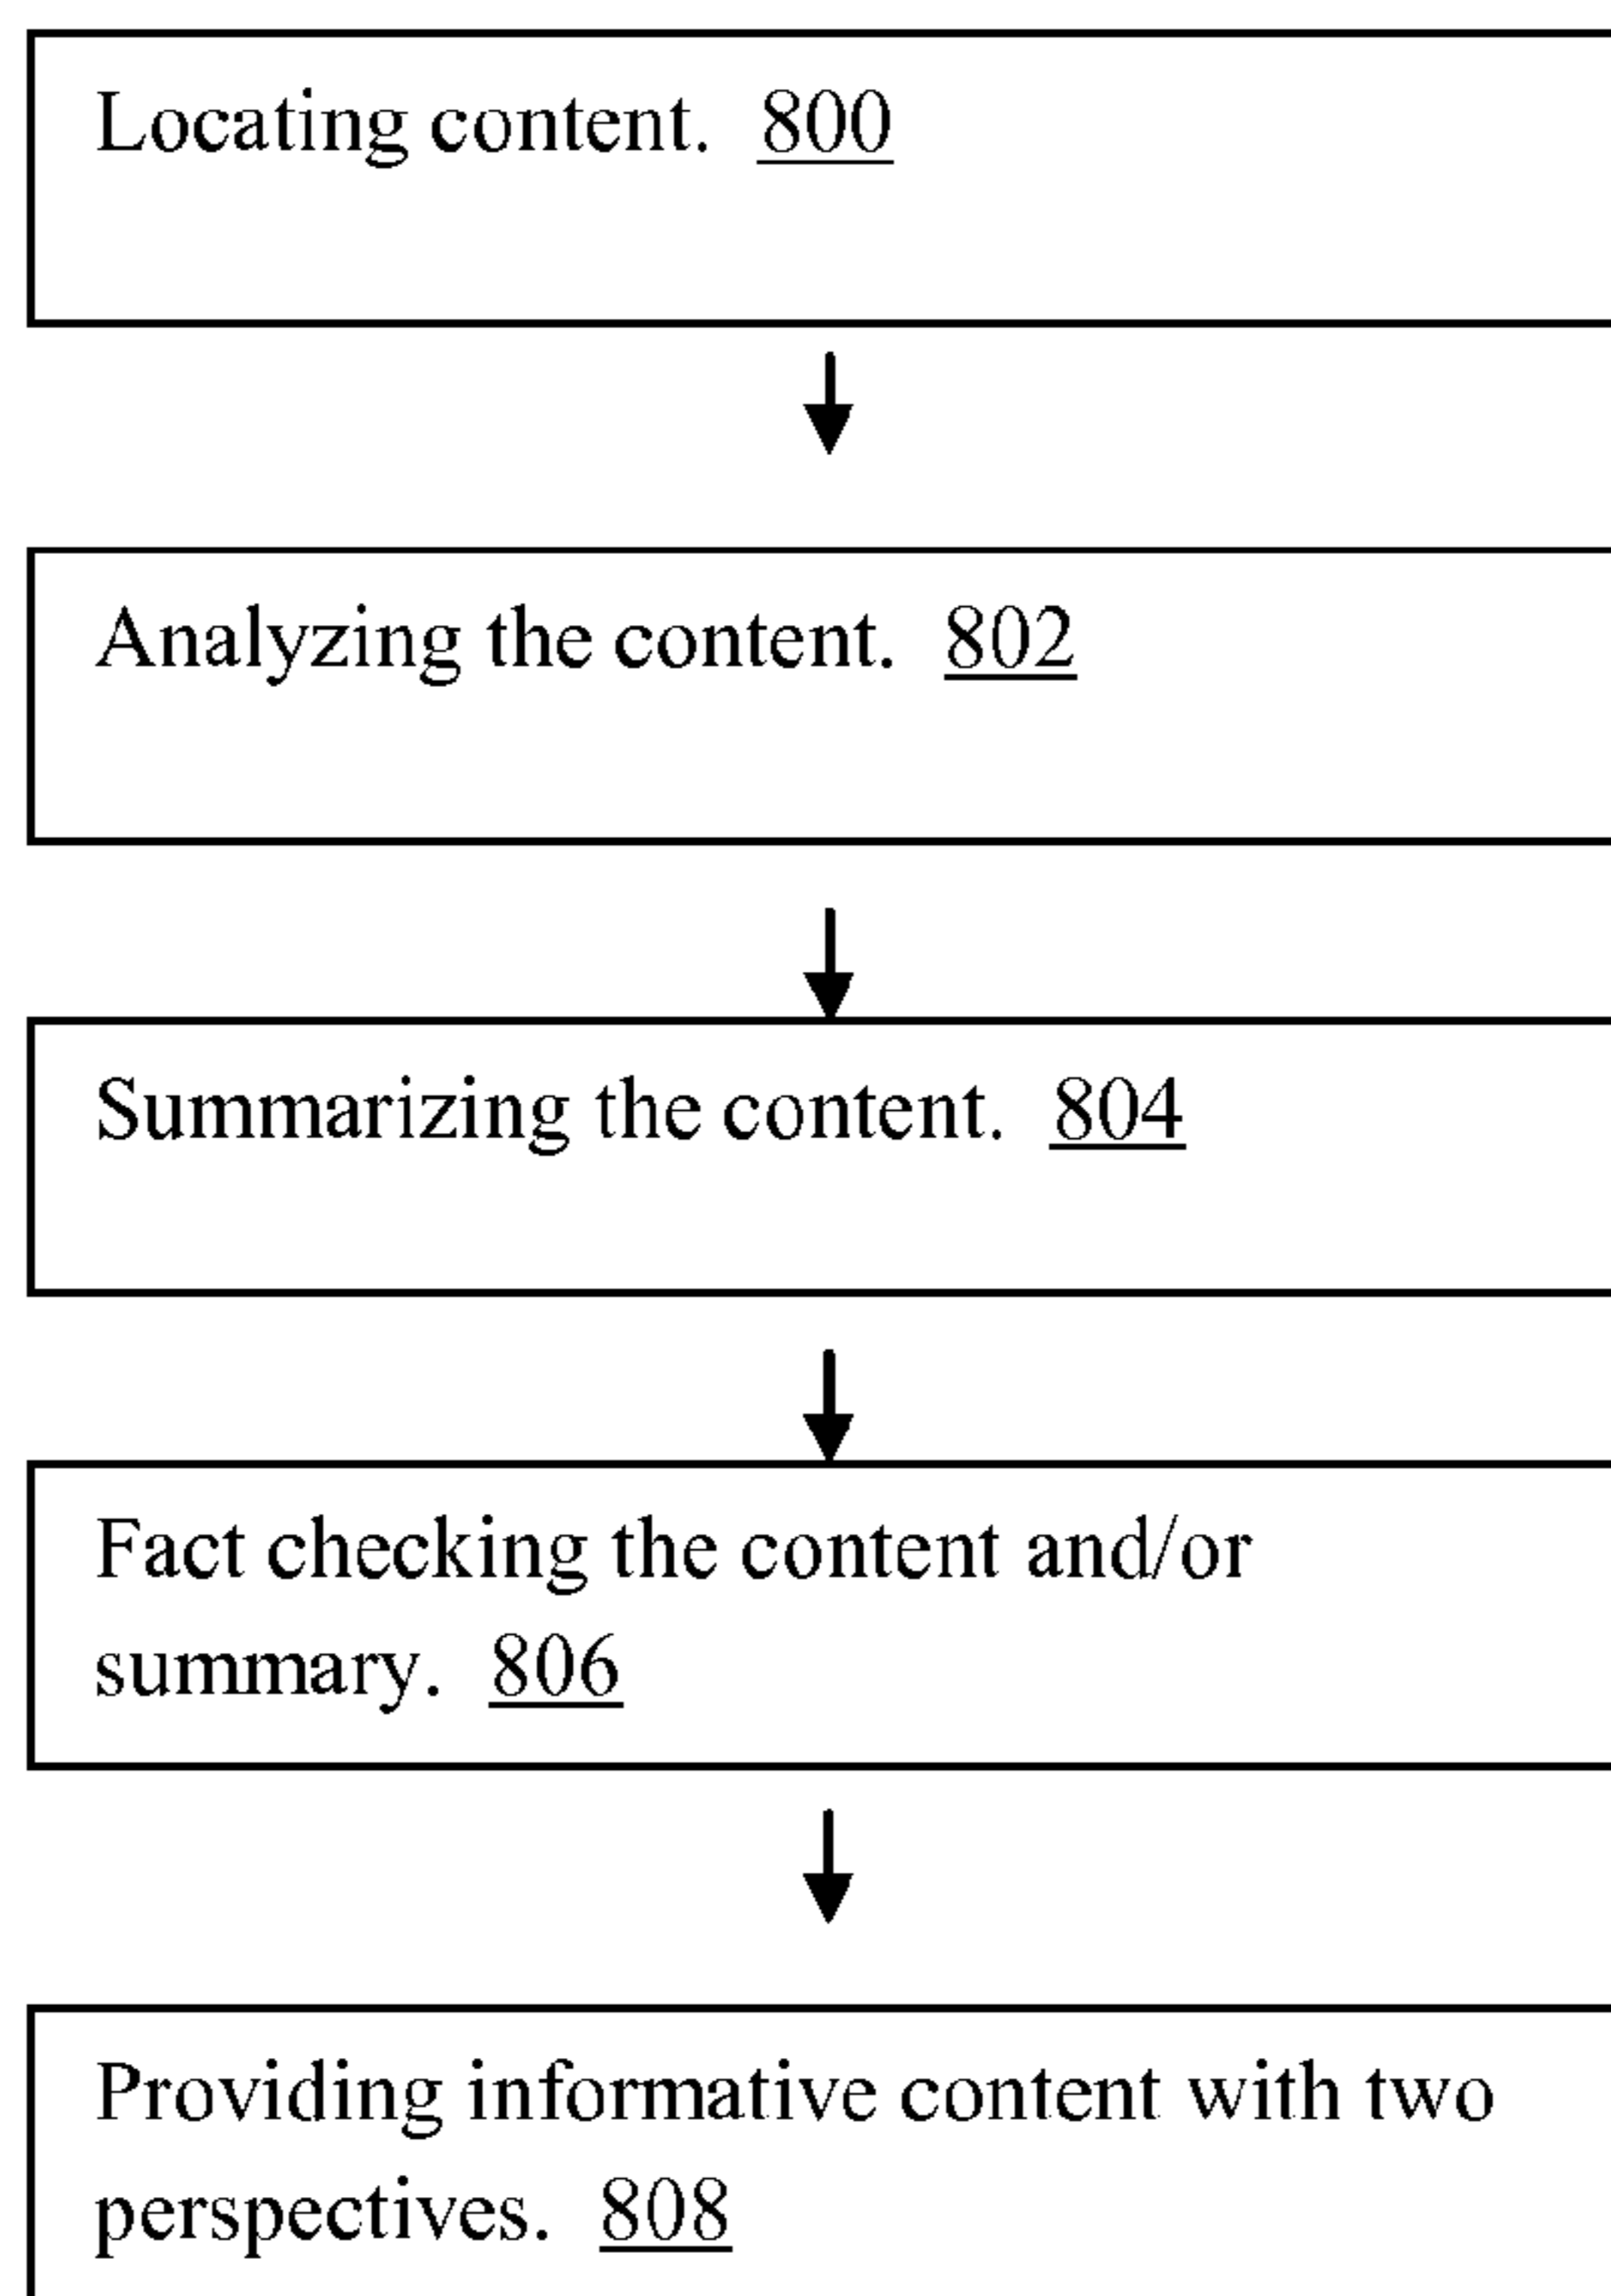 Locating content. 800
Analyzing the content. 802
Summarizing the content. 804
Fact checking the content and/or
summary. 806
Providing informative content with two
perspectives. 808